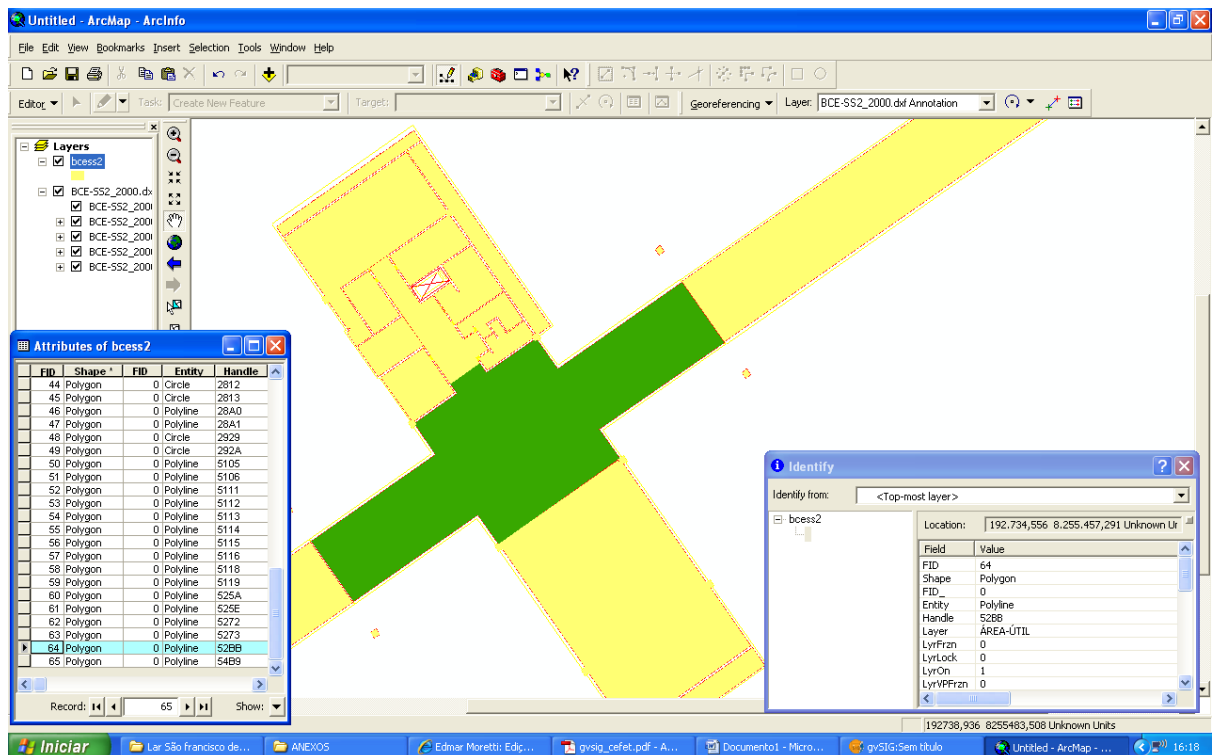 Untitled - ArcMap - ArcInfo
File Edit View Bookmarks Insert Selection Tools Window Help
Editor Task: Create New Feature Target: Georeferencing Layer: BCE-SS2_2000.dxf Annotation
Layers
bcess2
BCE-SS2_2000.dx
BCE-SS2_200
BCE-SS2_200
BCE-SS2_200
BCE-SS2_200
BCE-SS2_200
Attributes of bcess2
FID Shape * FID Entity Handle
44 Polygon 0 Circle 2812
45 Polygon 0 Circle 2813
46 Polygon 0 Polyline 28A0
47 Polygon 0 Polyline 28A1
48 Polygon 0 Circle 2929
49 Polygon 0 Circle 292A
50 Polygon 0 Polyline 5105
51 Polygon 0 Polyline 5106
52 Polygon 0 Polyline 5111
53 Polygon 0 Polyline 5112
54 Polygon 0 Polyline 5113
55 Polygon 0 Polyline 5114
56 Polygon 0 Polyline 5115
57 Polygon 0 Polyline 5116
58 Polygon 0 Polyline 5118
59 Polygon 0 Polyline 5119
60 Polygon 0 Polyline 525A
61 Polygon 0 Polyline 525E
62 Polygon 0 Polyline 5272
63 Polygon 0 Polyline 5273
64 Polygon 0 Polyline 52BB
65 Polygon 0 Polyline 54B9
Record: 65 Show:
Identify
Identify from: <Top-most layer>
bcess2
Location: 192.734,556 8.255.457,291 Unknown Ur
Field Value
FID 64
Shape Polygon
FID_ 0
Entity Polyline
Handle 52BB
Layer ÁREA-ÚTIL
LyrFrzn 0
LyrLock 0
LyrOn 1
LyrVPFrzn 0
192738,936 8255483,508 Unknown Units
Iniciar Lar São francisco de... ANEXOS Edmar Moretti: Ediç... gvsig_cefet.pdf - A... Documento1 - Micro... gvSIG:Sem título Untitled - ArcMap - ... 16:18